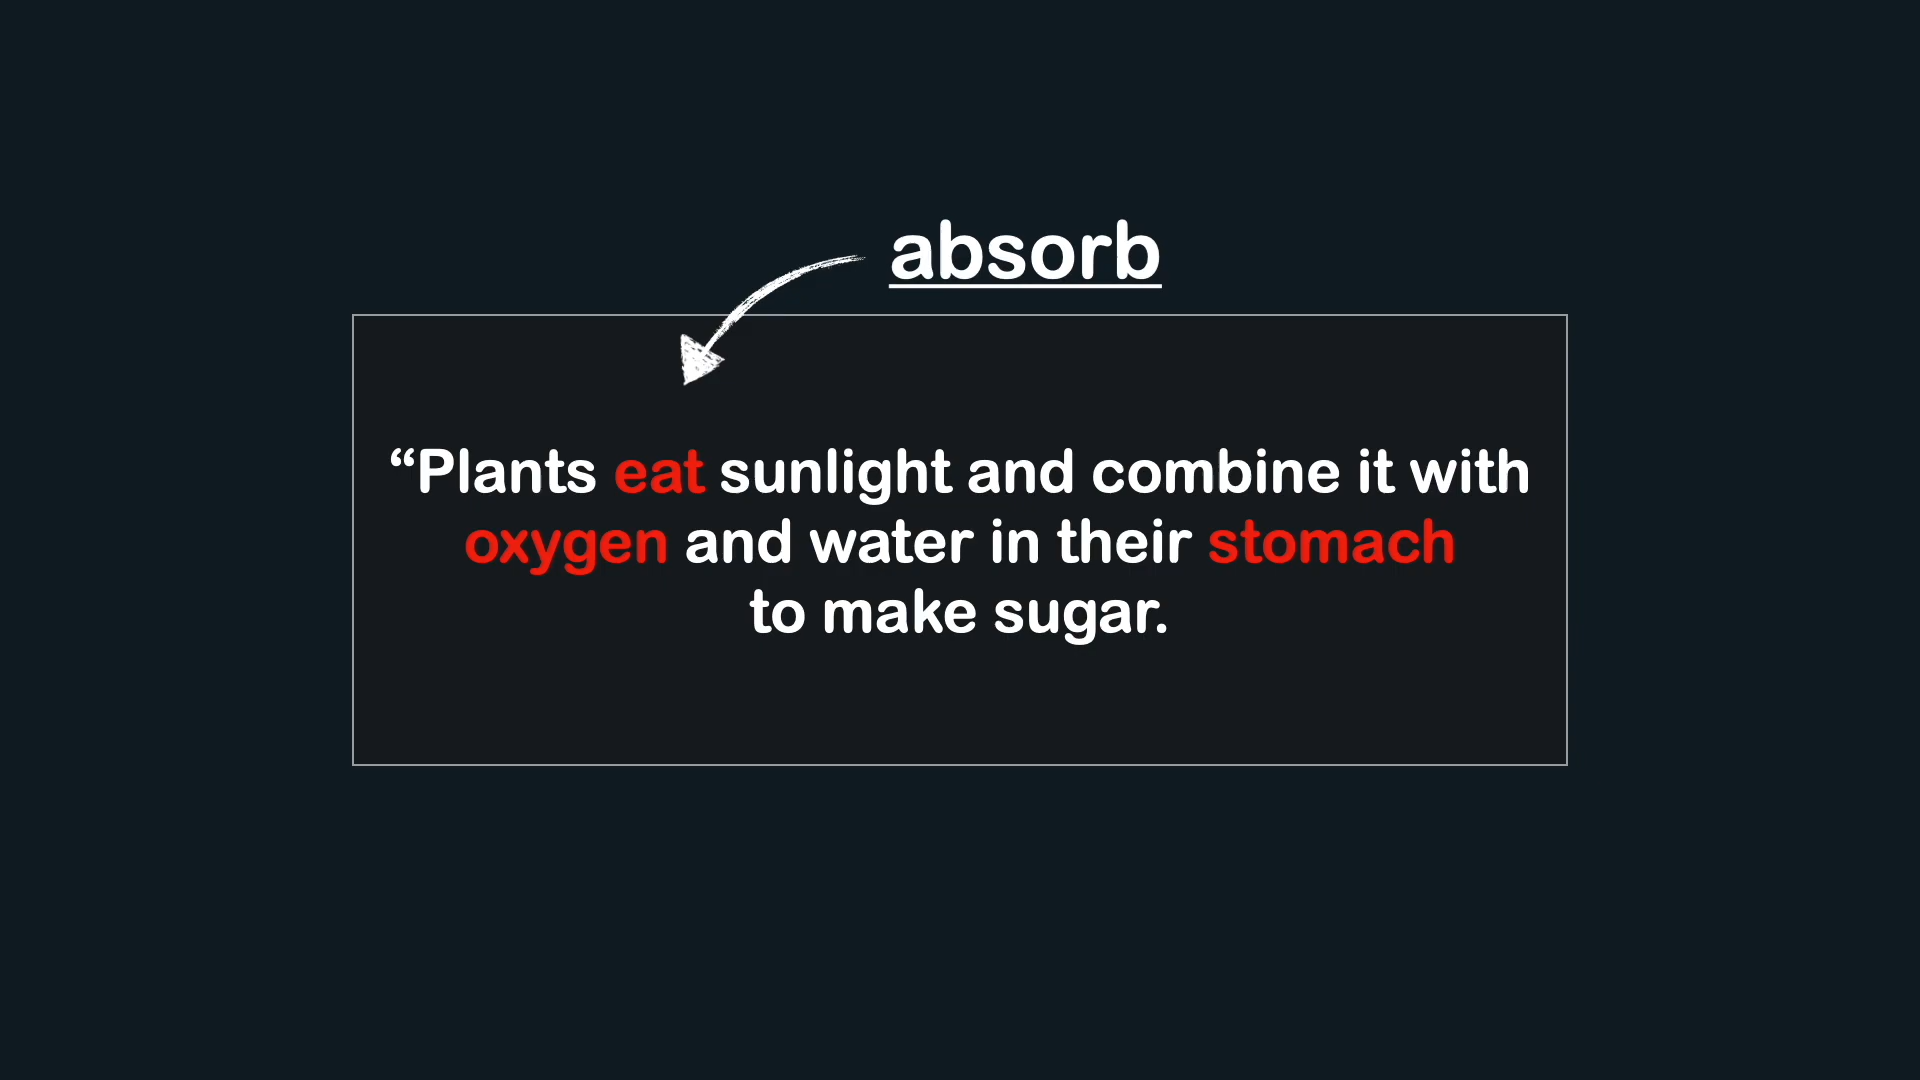 absorb
“Plants eat sunlight and combine it with
oxygen and water in their stomach
to make sugar.